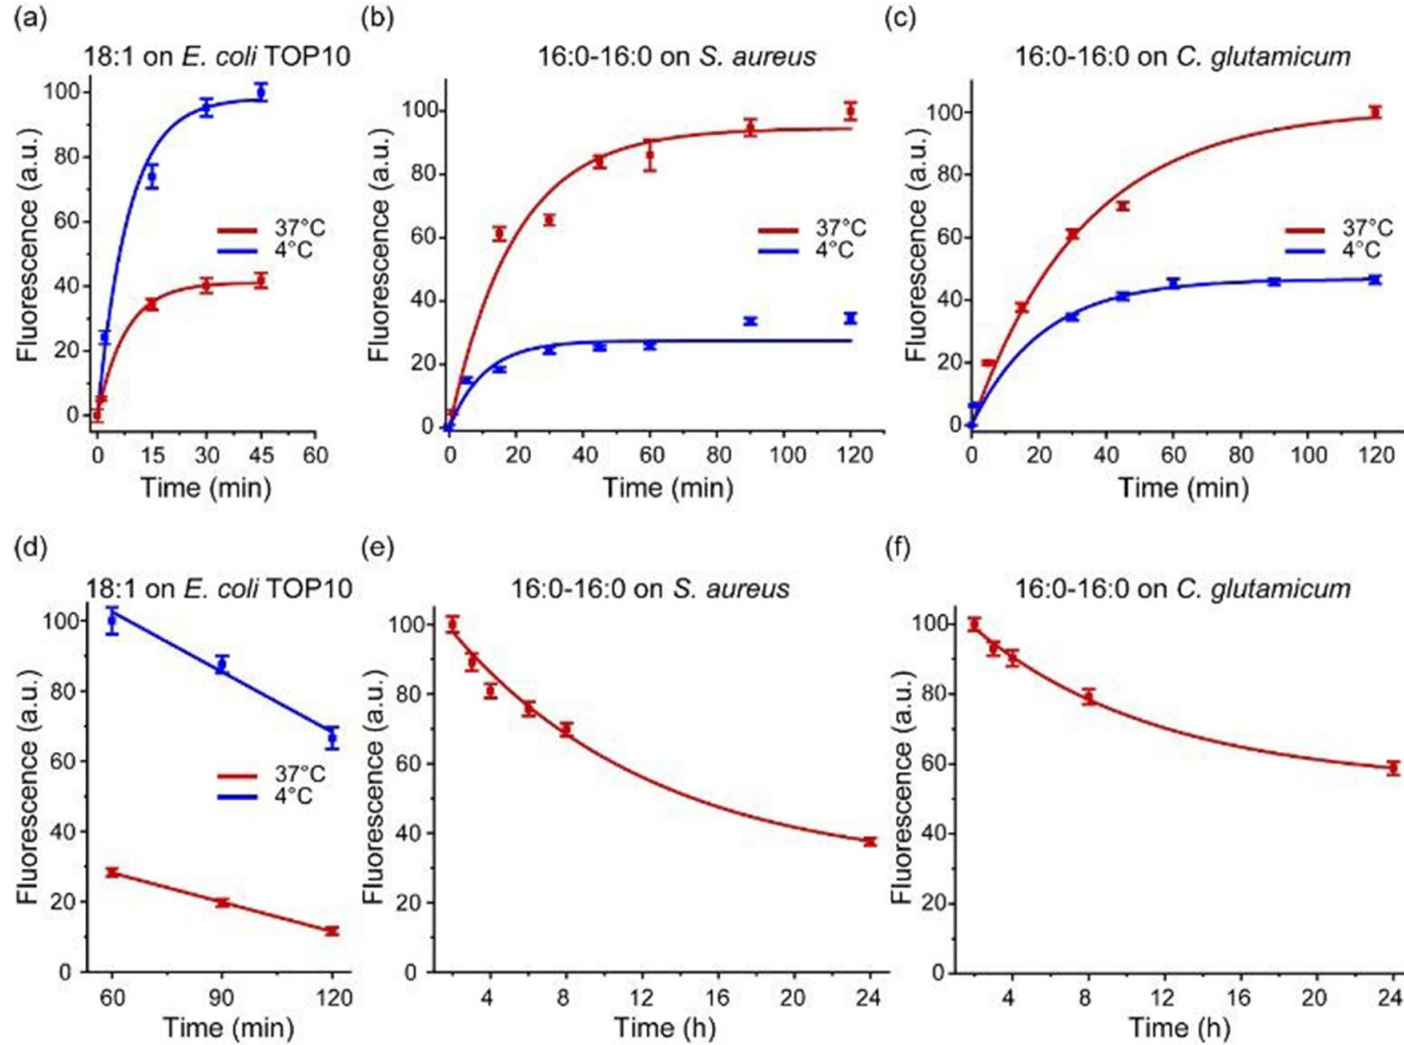 (a)
18:1 on E. coli TOP10
Fluorescence (a.u.)
100
80
60
40
20
0
37°C
4°C
0 15 30 45 60
Time (min)
(b)
16:0-16:0 on S. aureus
Fluorescence (a.u.)
100
80
60
40
20
0
37°C
4°C
0 20 40 60 80 100 120
Time (min)
(c)
16:0-16:0 on C. glutamicum
Fluorescence (a.u.)
100
80
60
40
20
0
37°C
4°C
0 20 40 60 80 100 120
Time (min)
(d)
18:1 on E. coli TOP10
Fluorescence (a.u.)
100
80
60
40
20
0
37°C
4°C
60 90 120
Time (min)
(e)
16:0-16:0 on S. aureus
Fluorescence (a.u.)
100
80
60
40
20
0
4 8 12 16 20 24
Time (h)
(f)
16:0-16:0 on C. glutamicum
Fluorescence (a.u.)
100
80
60
40
20
0
4 8 12 16 20 24
Time (h)